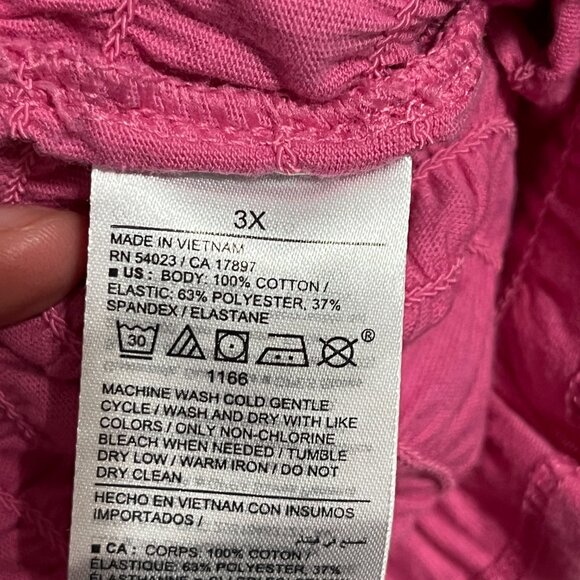 3X
MADE IN VIETNAM
RN 54023 / CA 17897
■ US : BODY: 100% COTTON /
ELASTIC: 63% POLYESTER, 37%
SPANDEX / ELASTANE
30 ®
1166
MACHINE WASH COLD GENTLE
CYCLE / WASH AND DRY WITH LIKE
COLORS / ONLY NON-CHLORINE
BLEACH WHEN NEEDED / TUMBLE
DRY LOW / WARM IRON / DO NOT
DRY CLEAN
HECHO EN VIETNAM CON INSUMOS
IMPORTADOS / صنع في فيتنام
■ CA : CORPS: 100% COTON /
ÉLASTIQUE: 63% POLYESTER, 37%